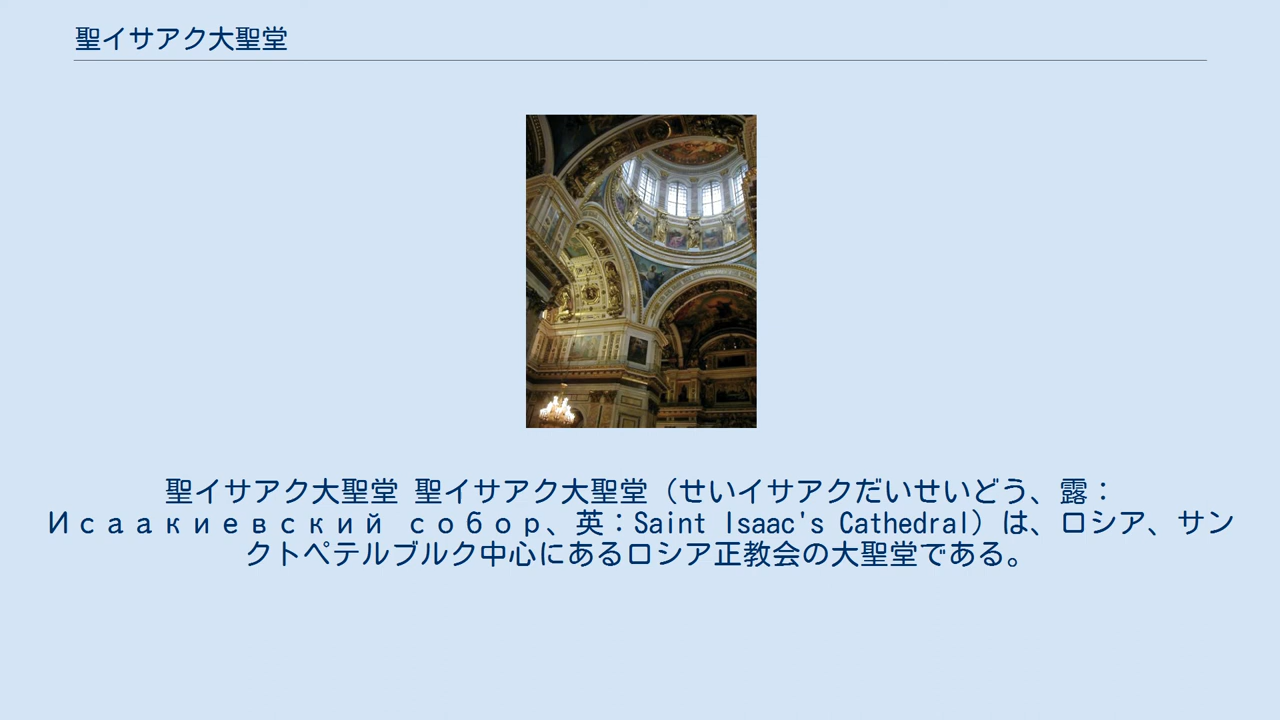 聖イサアク大聖堂
聖イサアク大聖堂 聖イサアク大聖堂（せいイサアクだいせいどう、露：
Исаакиевский собор、英：Saint Isaac's Cathedral）は、ロシア、サン
クトペテルブルク中心にあるロシア正教会の大聖堂である。